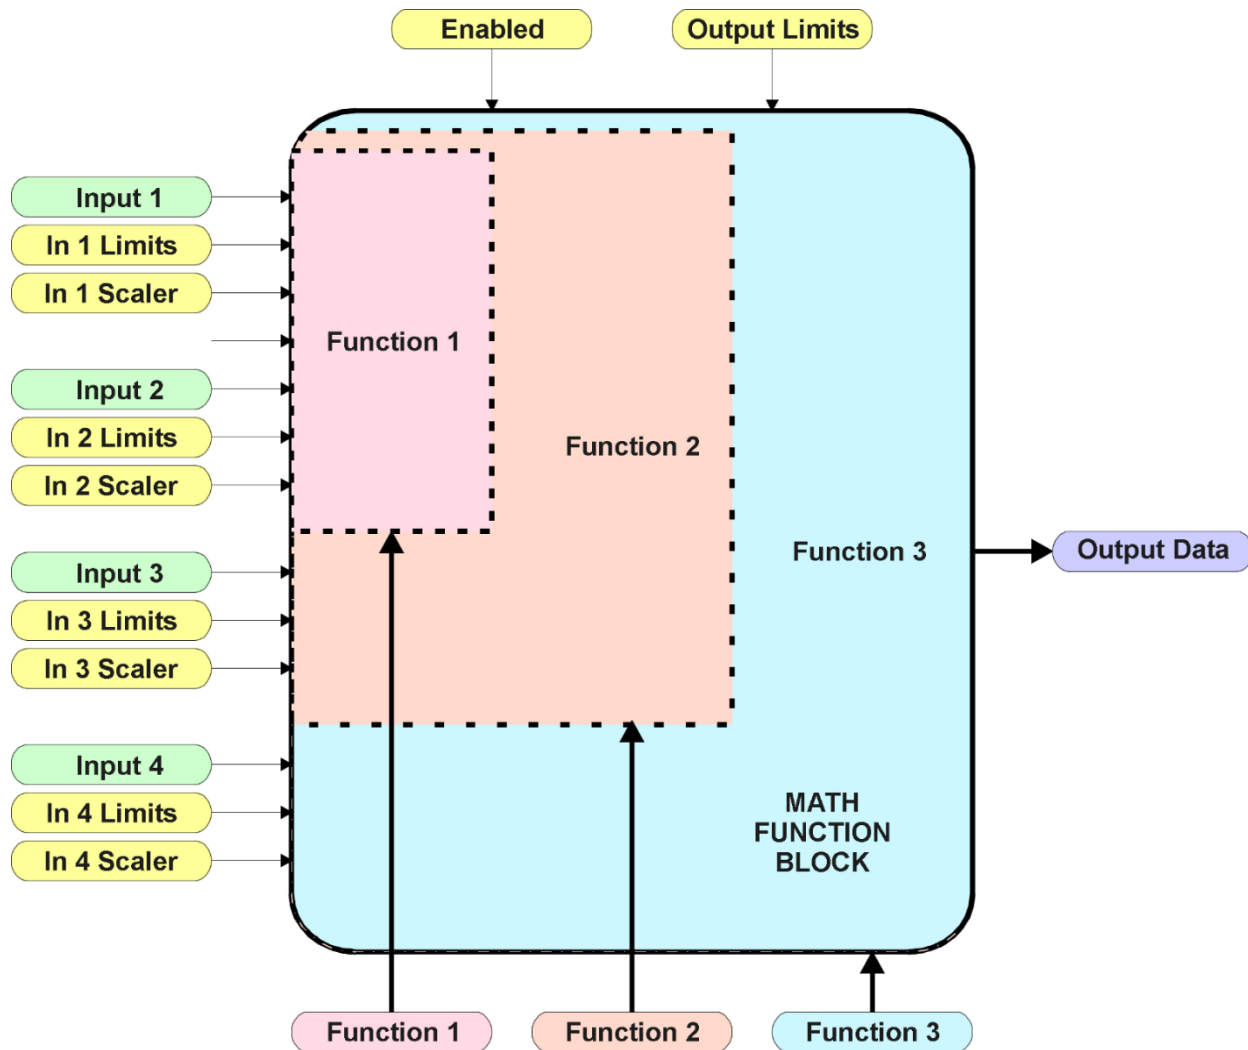 Enabled
Output Limits
Input 1
In 1 Limits
In 1 Scaler
Function 1
Input 2
In 2 Limits
Function 2
In 2 Scaler
Function 3
Output Data
Input 3
In 3 Limits
In 3 Scaler
Input 4
In 4 Limits
In 4 Scaler
MATH
FUNCTION
BLOCK
Function 1
Function 2
Function 3